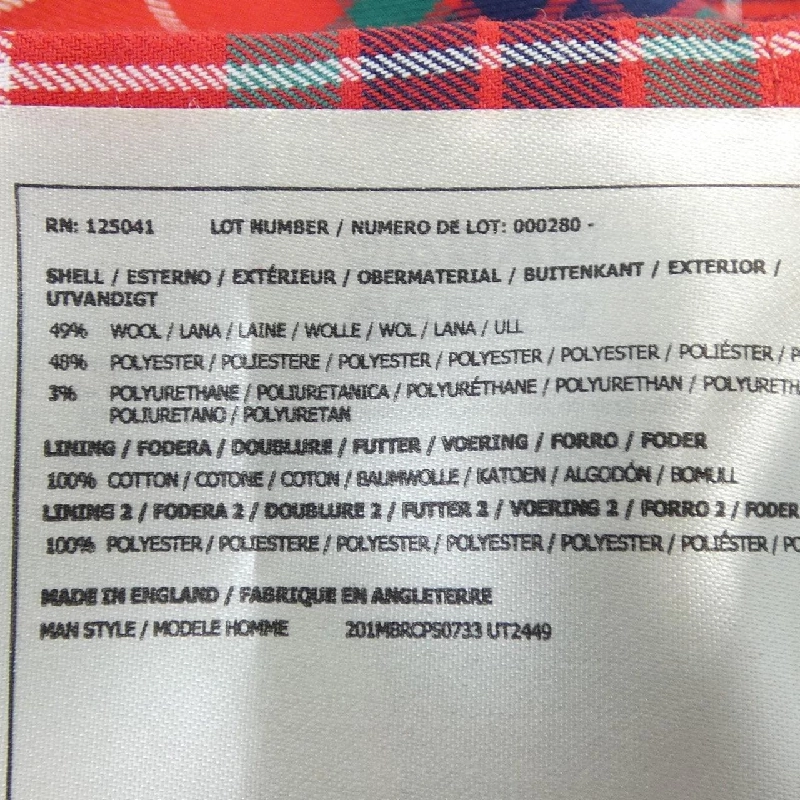 RN: 125041 LOT NUMBER / NUMERO DE LOT: 000280 -
SHELL / ESTERNO / EXTÉRIEUR / OBERMATERIAL / BUITENKANT / EXTERIOR /
UTVANDIGT
49% WOOL / LANA / LAINE / WOLLE / WOL / LANA / ULL
48% POLYESTER / POLIESTERE / POLYESTER / POLYESTER / POLYESTER / POLIÉSTER / P
3% POLYURETHANE / POLIURETANICA / POLYURÉTHANE / POLYURETHAN / POLYURETH
POLIURETANO / POLYURETAN
LINING / FODERA / DOUBLURE / FUTTER / VOERING / FORRO / FODER
100% COTTON / COTONE / COTON / BAUMWOLLE / KATOEN / ALGODÓN / BOMULL
LINING 2 / FODERA 2 / DOUBLURE 2 / FUTTER 2 / VOERING 2 / FORRO 2 / FODER
100% POLYESTER / POLIESTERE / POLYESTER / POLYESTER / POLYESTER / POLIÉSTER / PO
MADE IN ENGLAND / FABRIQUE EN ANGLETERRE
MAN STYLE / MODELE HOMME 201MBRCPS0733 UT2449